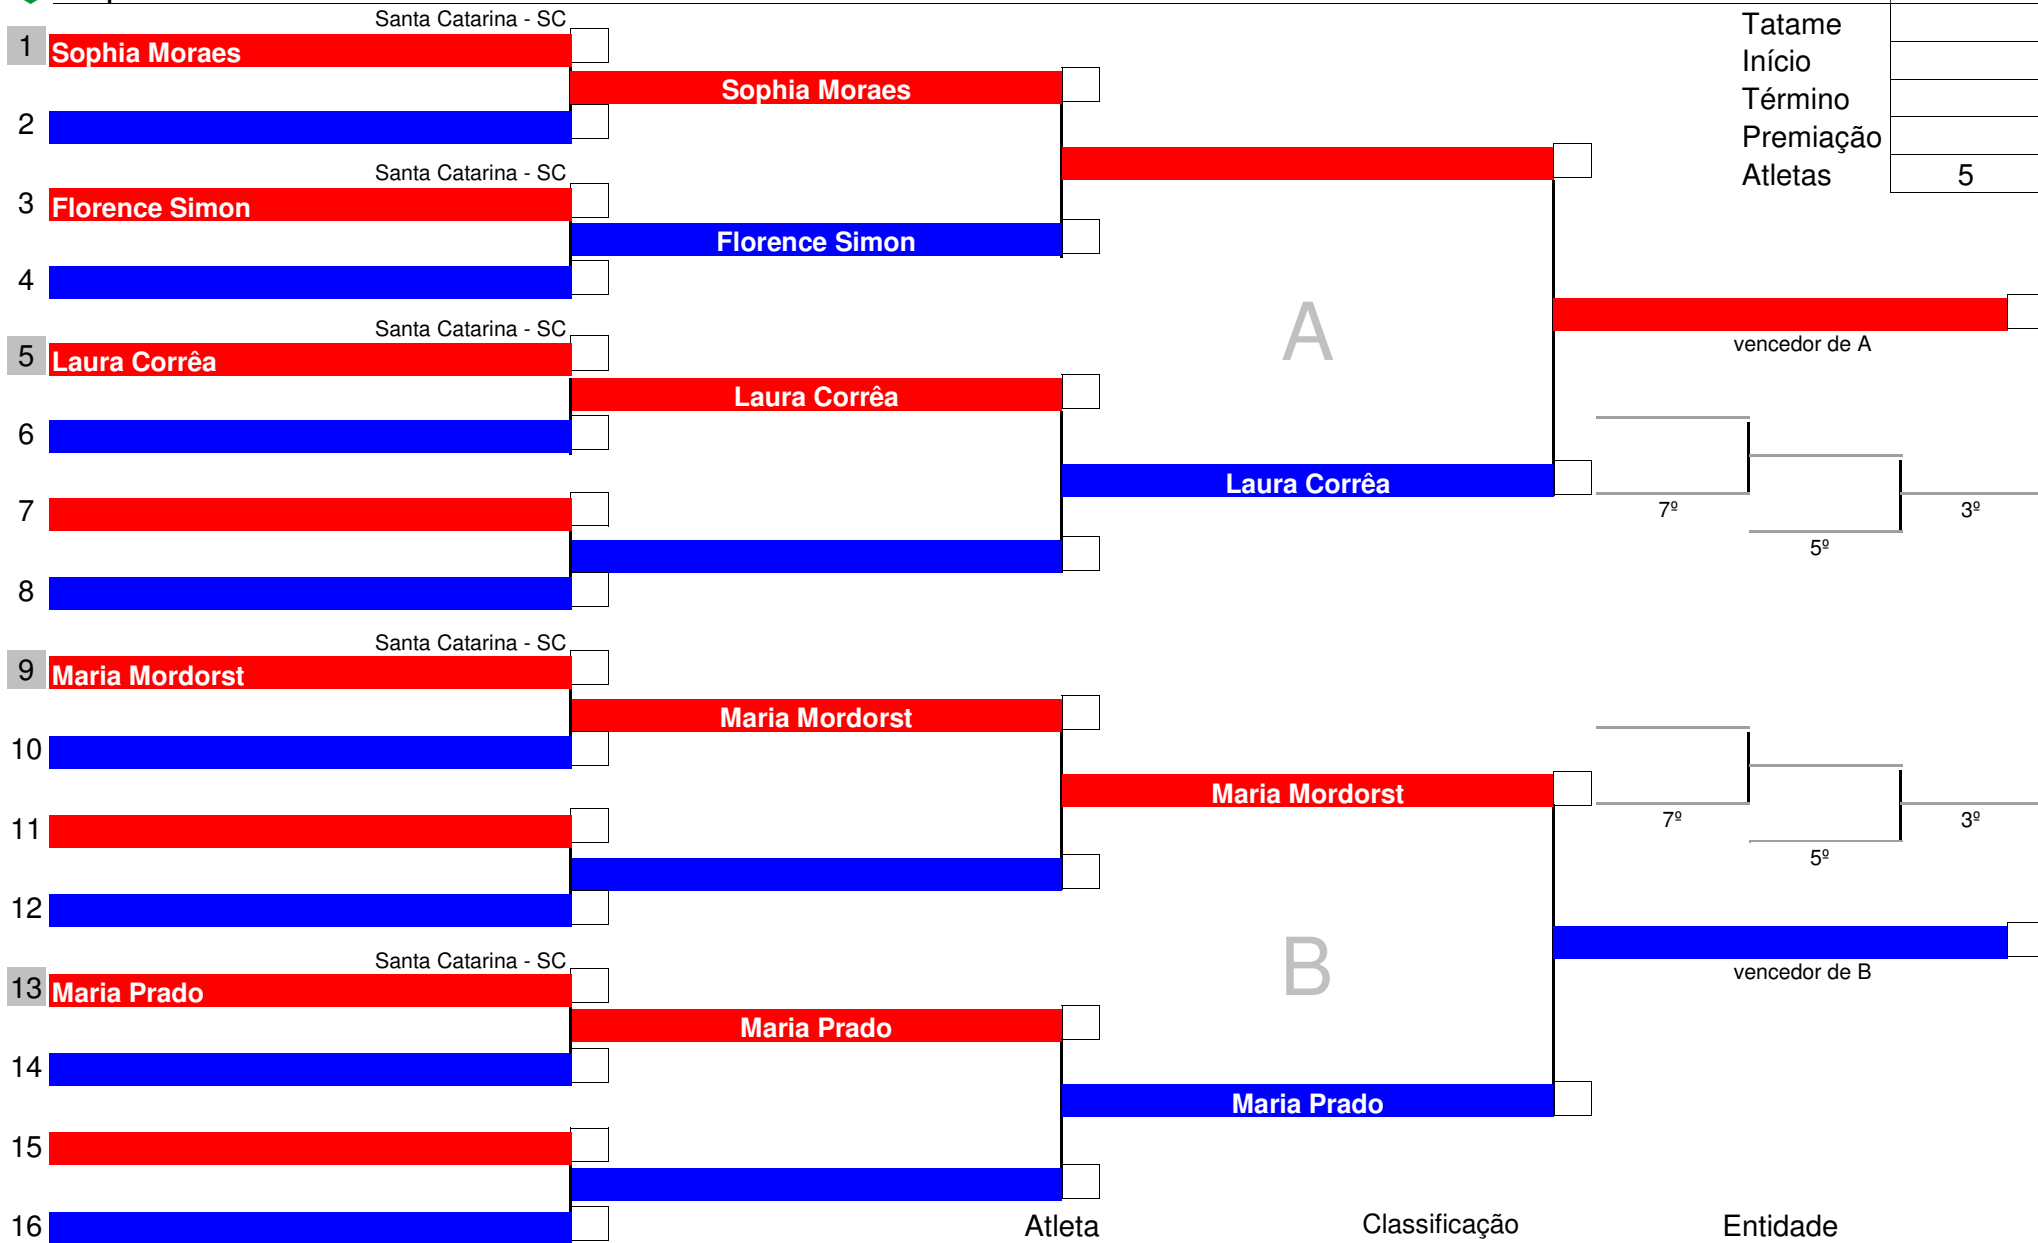 Santa Catarina - SC
1 Sophia Moraes
Sophia Moraes
2
Santa Catarina - SC
3 Florence Simon
Florence Simon
4
Santa Catarina - SC
5 Laura Corrêa
Laura Corrêa
6
7
8
Laura Corrêa
A
Santa Catarina - SC
9 Maria Mordorst
Maria Mordorst
10
Maria Mordorst
11
12
Santa Catarina - SC
13 Maria Prado
Maria Prado
14
Maria Prado
15
16
B
Tatame
Início
Término
Premiação
Atletas 5
vencedor de A
7º
3º
5º
7º
3º
5º
vencedor de B
Atleta Classificação Entidade